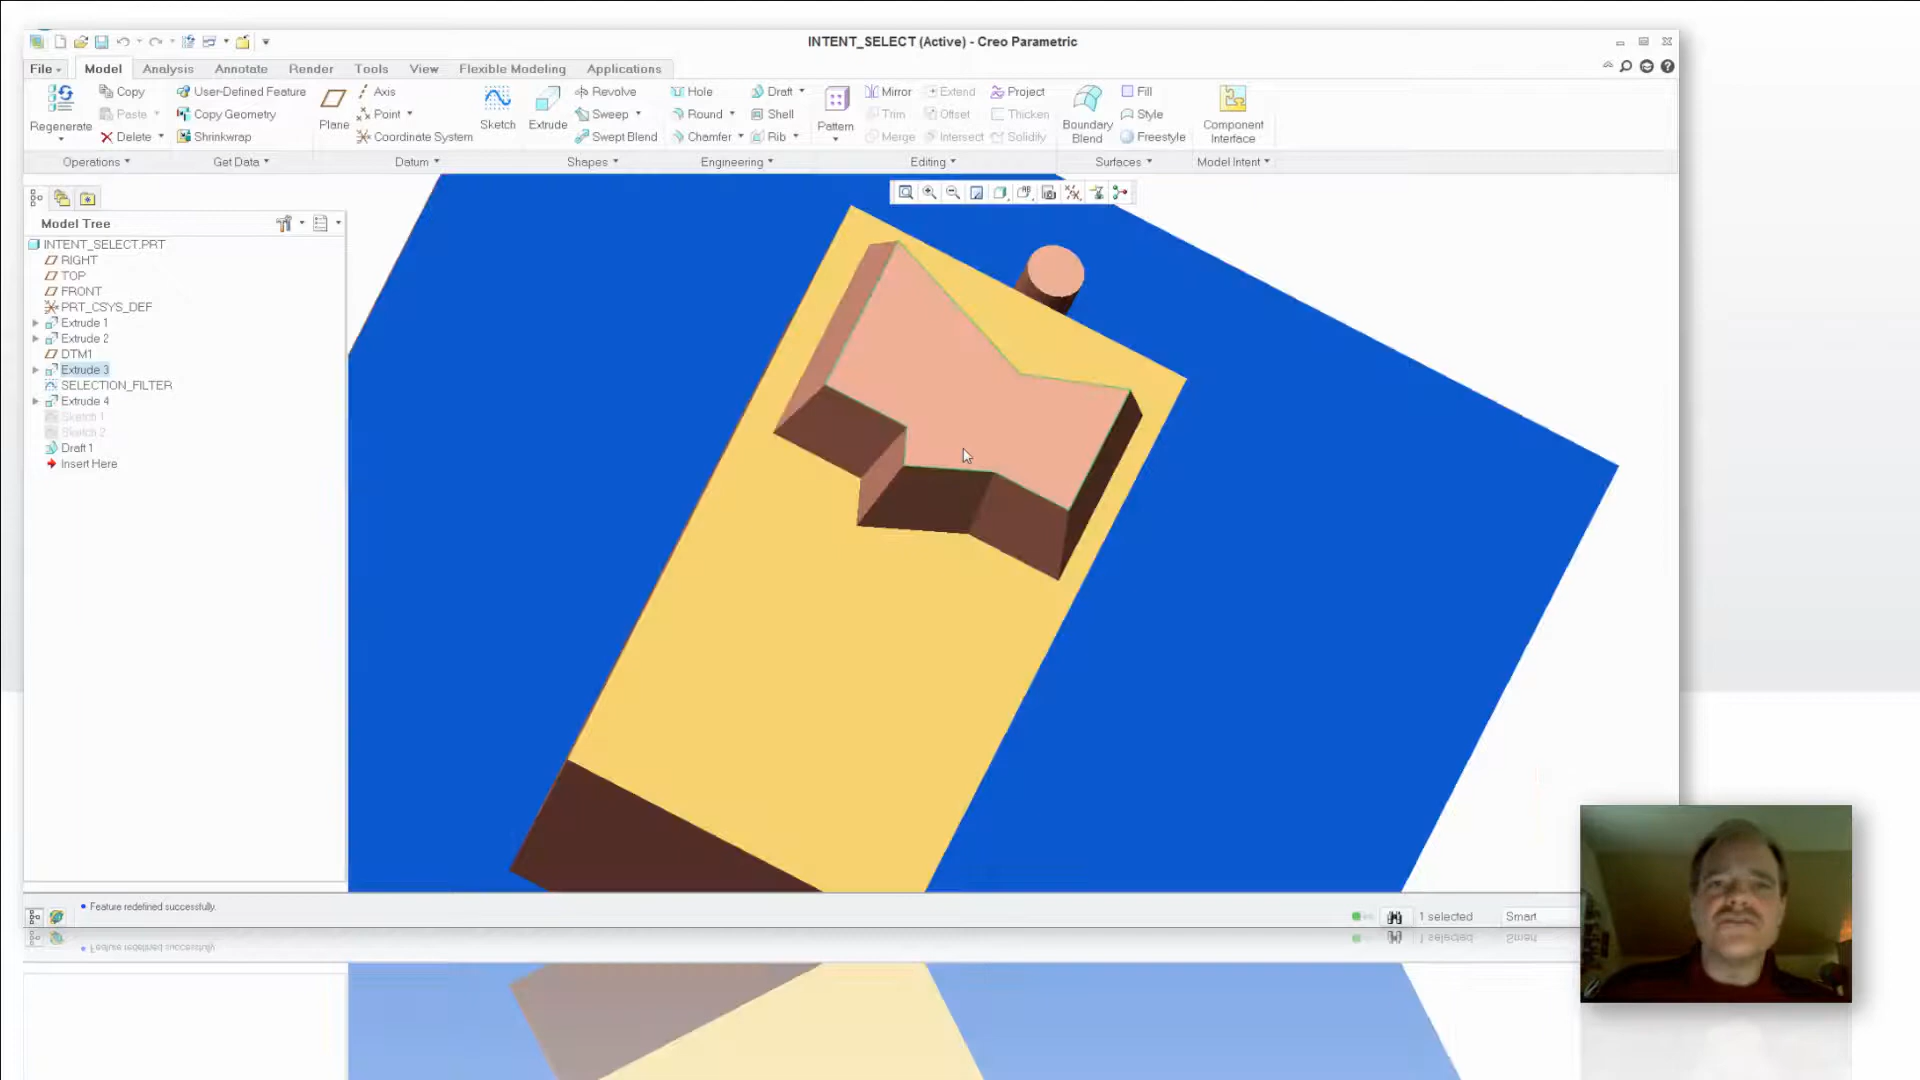 INTENT_SELECT (Active) - Creo Parametric
File Model Analysis Annotate Render Tools View Flexible Modeling Applications
Copy User-Defined Feature Axis Revolve Hole Draft Mirror Extend Project Fill
Paste Copy Geometry Point Sweep Round Shell Trim Offset Thicken Style
Regenerate Plane Sketch Extrude Pattern Boundary Blend Component Interface
Delete Shrinkwrap Coordinate System Swept Blend Chamfer Rib Merge Intersect Solidify Freestyle
Operations Get Data Datum Shapes Engineering Editing Surfaces Model Intent
Model Tree
INTENT_SELECT.PRT
RIGHT
TOP
FRONT
PRT_CSYS_DEF
Extrude 1
Extrude 2
DTM1
Extrude 3
SELECTION_FILTER
Extrude 4
Sketch 1
Sketch 2
Draft 1
Insert Here
Feature redefined successfully.
1 selected Smart